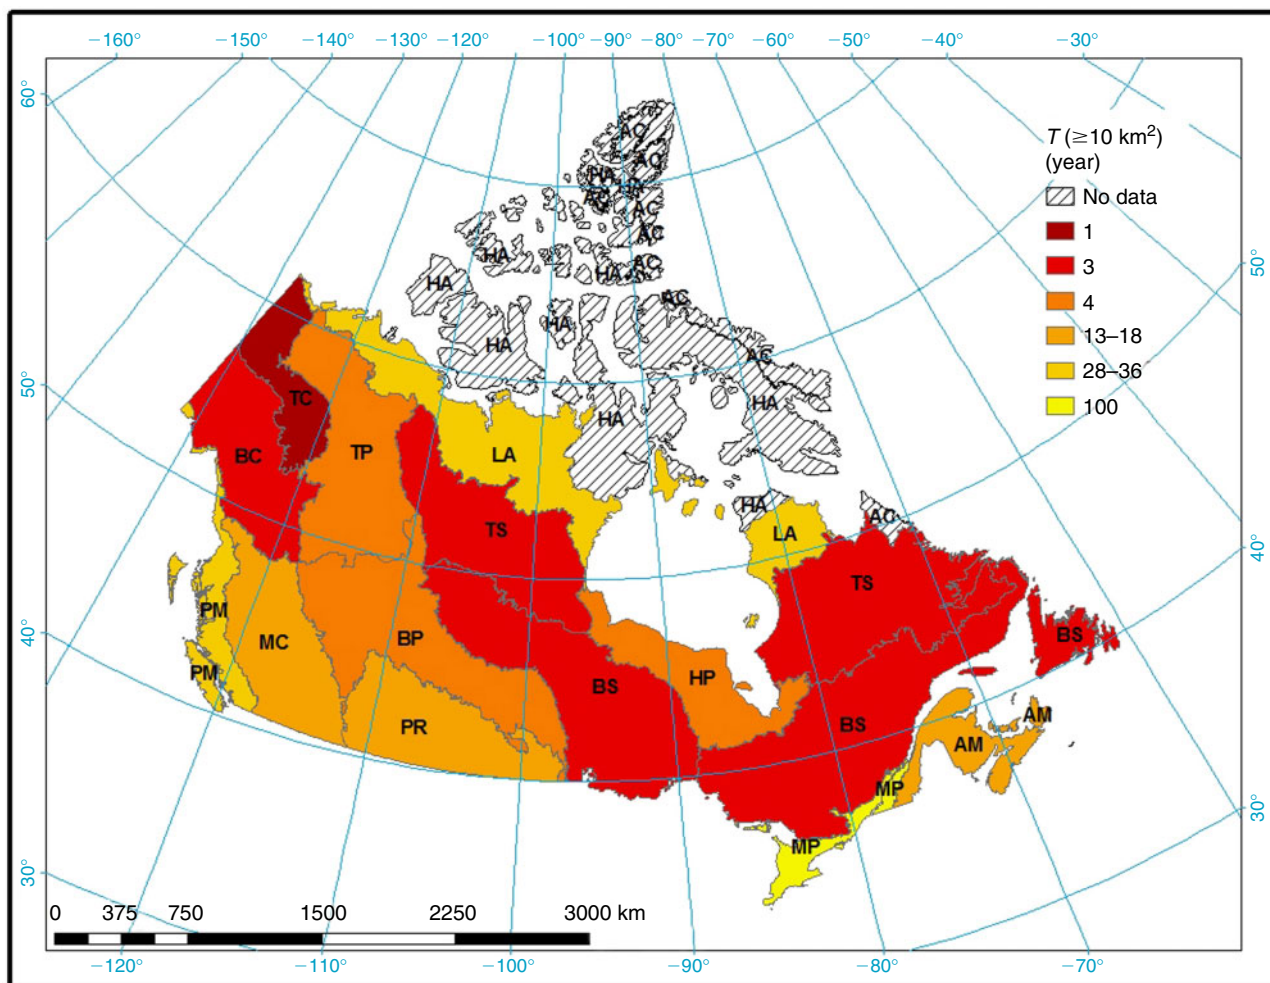 −160° −150° −140° −130° −120° −100° −90° −80° −70° −60° −50° −40° −30°
60°
50°
40°
30°
50°
40°
30°
T (≧10 km²)
(year)
No data
1
3
4
13–18
28–36
100
AC
AC
HA
HA
AC
AC
AC
HA
HA
AC
HA
AC
HA
HA
AC
TC
HA
HA
BC
TP
LA
HA
AC
TS
LA
TS
PM
MC
BP
BS
PM
HP
BS
BS
PR
AM
AM
MP
MP
0 375 750 1500 2250 3000 km
−120° −110° −100° −90° −80° −70°